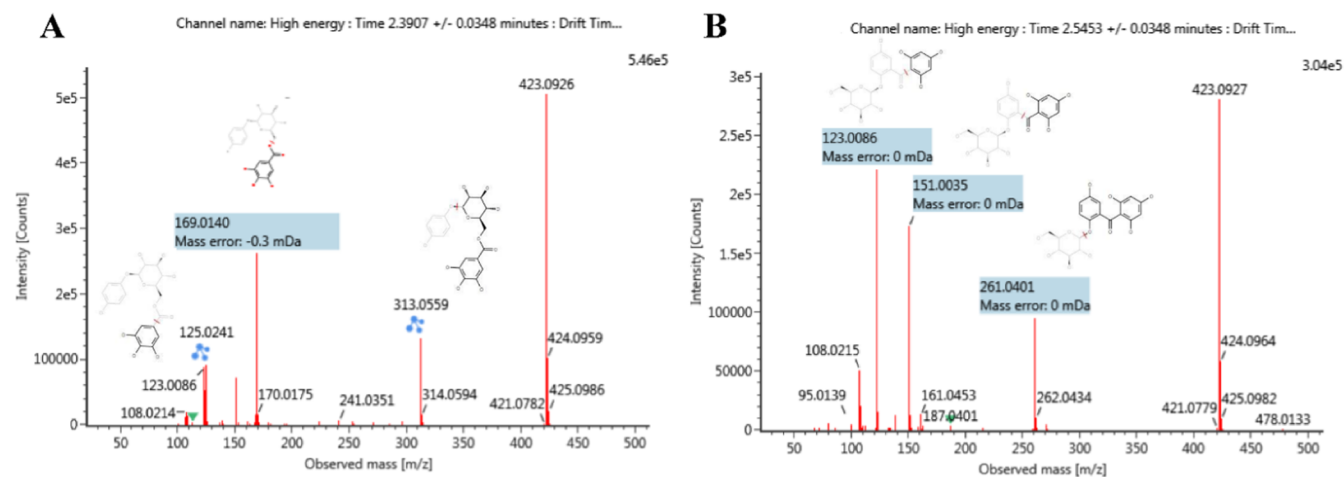 A
Channel name: High energy : Time 2.3907 +/- 0.0348 minutes : Drift Tim...
5.46e5
Intensity [Counts]
5e5
4e5
3e5
2e5
100000
0
423.0926
169.0140
Mass error: -0.3 mDa
313.0559
125.0241
123.0086
108.0214
170.0175
241.0351
314.0594
424.0959
425.0986
421.0782
50
100
150
200
250
300
350
400
450
500
Observed mass [m/z]
B
Channel name: High energy : Time 2.5453 +/- 0.0348 minutes : Drift Tim...
3.04e5
Intensity [Counts]
3e5
2.5e5
2e5
1.5e5
100000
50000
0
423.0927
123.0086
Mass error: 0 mDa
151.0035
Mass error: 0 mDa
261.0401
Mass error: 0 mDa
108.0215
95.0139
161.0453
187.0401
262.0434
424.0964
425.0982
421.0779
478.0133
50
100
150
200
250
300
350
400
450
500
Observed mass [m/z]